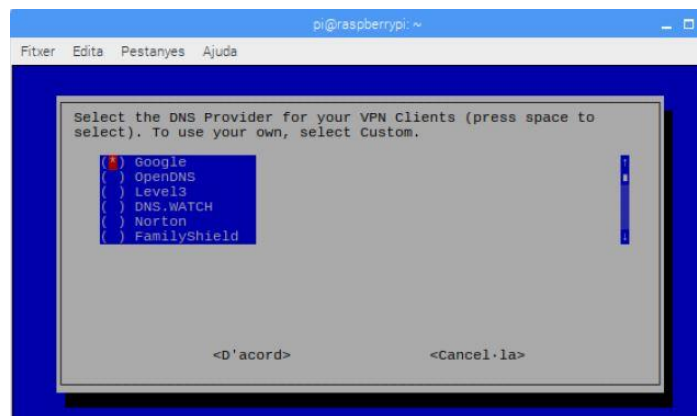 pi@raspberrypi: ~
Fitxer Edita Pestanyes Ajuda
Select the DNS Provider for your VPN Clients (press space to
select). To use your own, select Custom.
(*) Google
( ) OpenDNS
( ) Level3
( ) DNS.WATCH
( ) Norton
( ) FamilyShield
<D'acord> <Cancel·la>